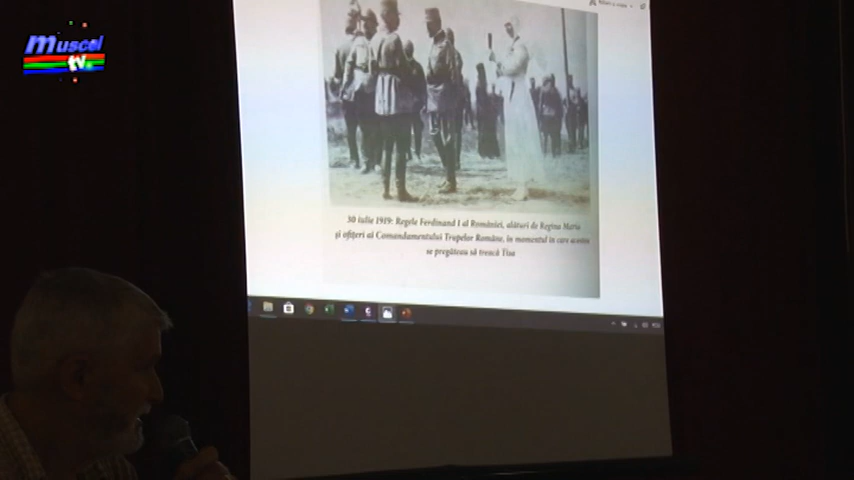 Muscel
tv.
30 iulie 1919: Regele Ferdinand I al României, alături de Regina Maria
și ofițeri ai Comandamentului Trupelor Române, în momentul în care aceștia
se pregăteau să treacă Tisa